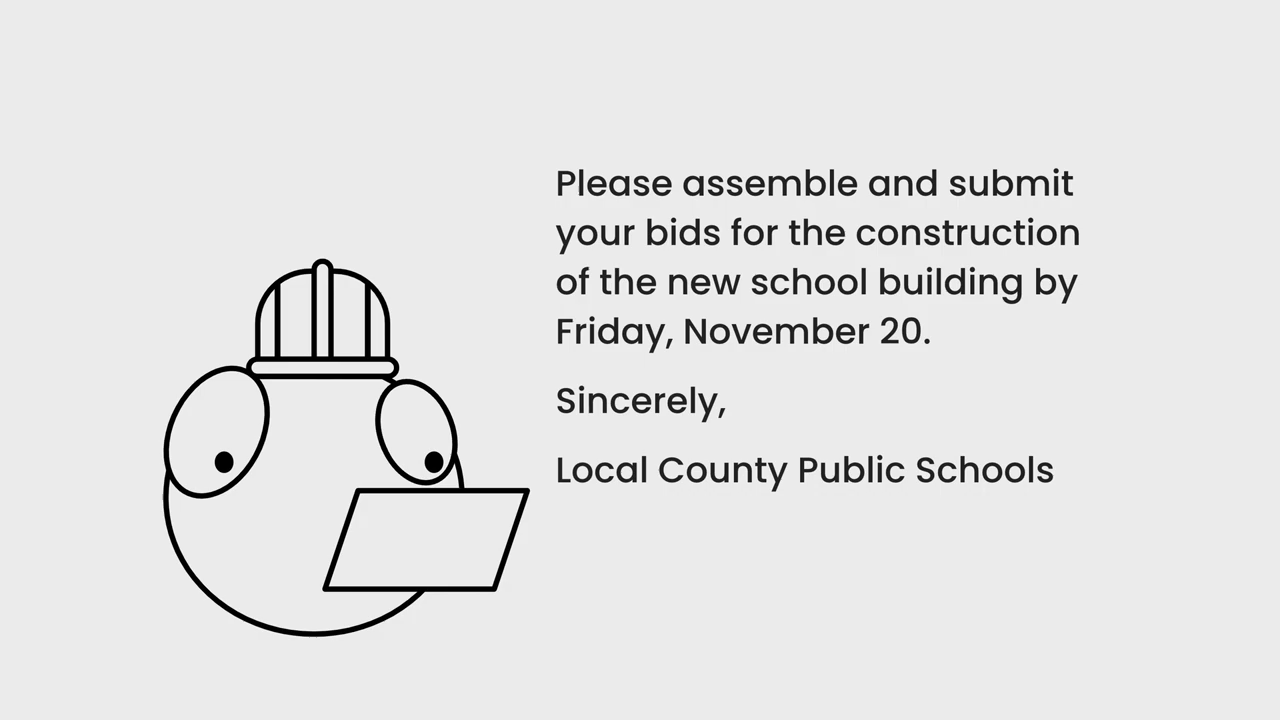 Please assemble and submit
your bids for the construction
of the new school building by
Friday, November 20.
Sincerely,
Local County Public Schools